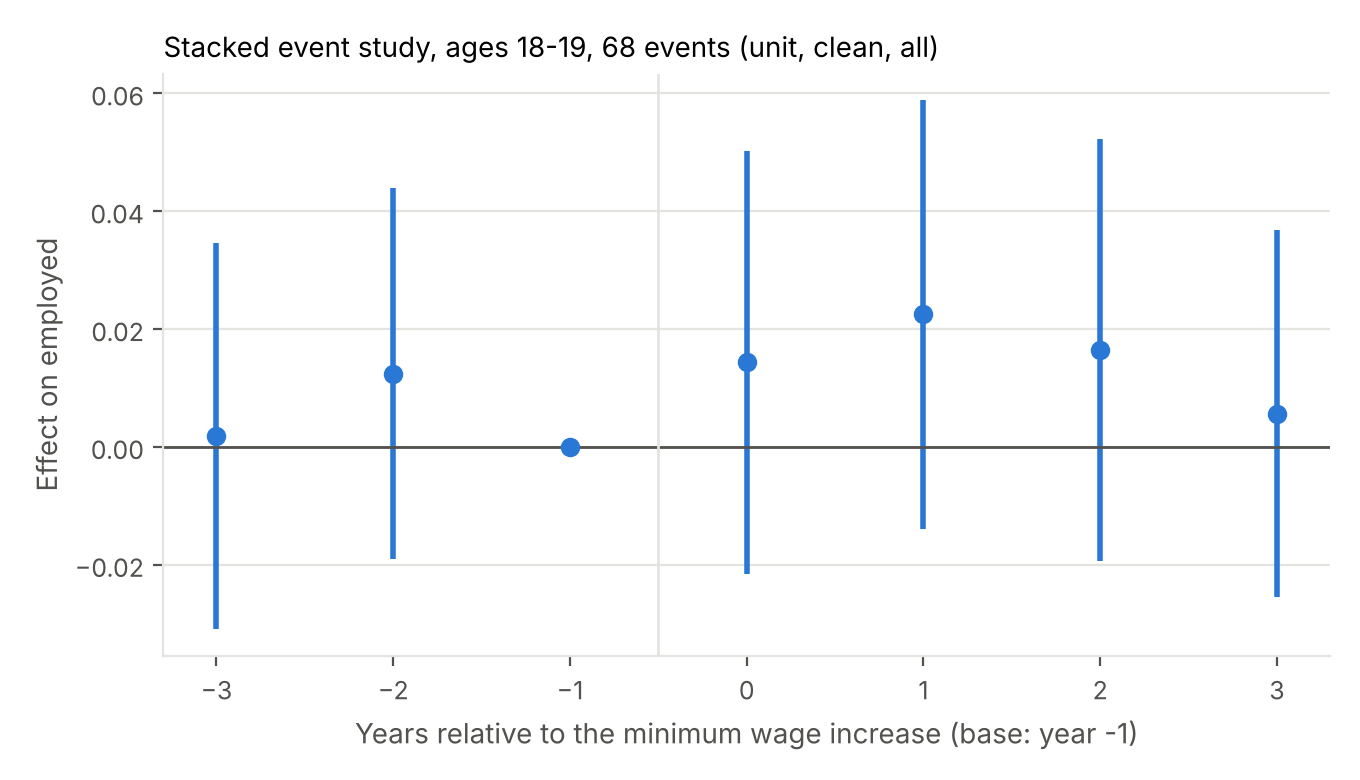 Stacked event study, ages 18-19, 68 events (unit, clean, all)
Effect on employed
0.06
0.04
0.02
0.00
−0.02
−3 −2 −1 0 1 2 3
Years relative to the minimum wage increase (base: year -1)